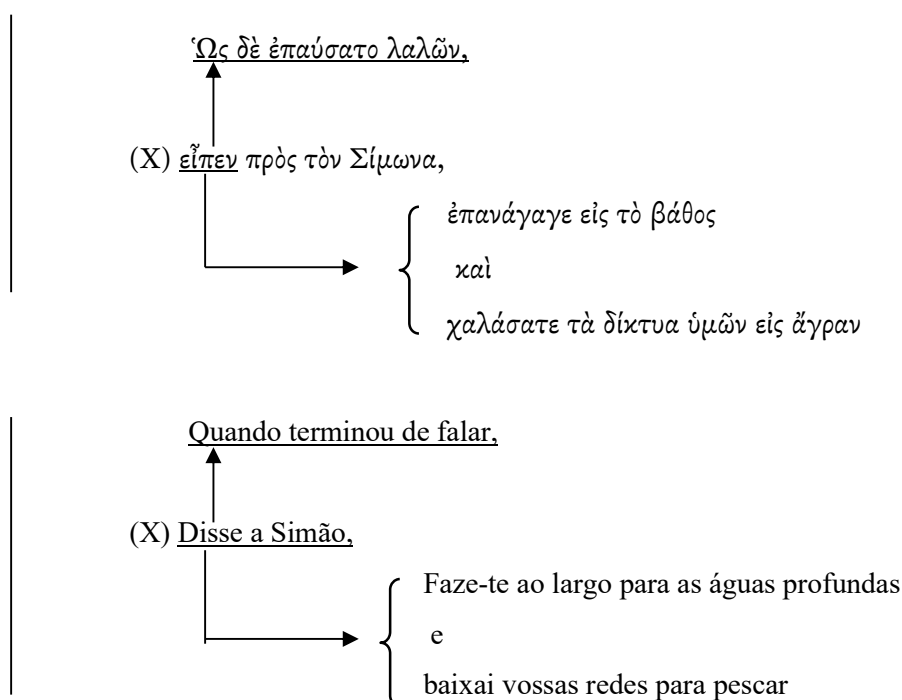 Ὡς δὲ ἐπαύσατο λαλῶν,
(X) εἶπεν πρὸς τὸν Σίμωνα,
ἐπανάγαγε εἰς τὸ βάθος
καὶ
χαλάσατε τὰ δίκτυα ὑμῶν εἰς ἄγραν
Quando terminou de falar,
(X) Disse a Simão,
Faze-te ao largo para as águas profundas
e
baixai vossas redes para pescar